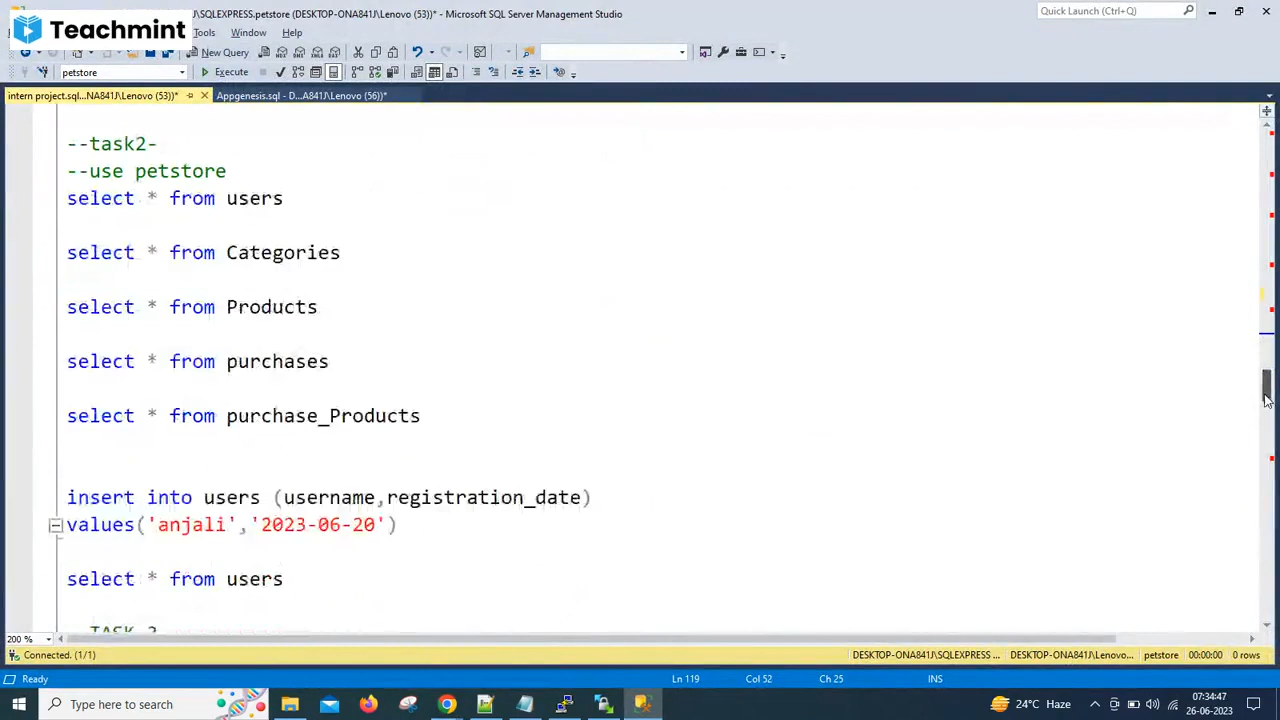 J\SQLEXPRESS.petstore (DESKTOP-ONA841J\Lenovo (53))* - Microsoft SQL Server Management Studio
Quick Launch (Ctrl+Q)
Teachmint
Tools Window Help
New Query
petstore
Execute
intern project.sql...NA841J\Lenovo (53))*
Appgenesis.sql - D...A841J\Lenovo (56))*
--task2-
--use petstore
select * from users
select * from Categories
select * from Products
select * from purchases
select * from purchase_Products
insert into users (username,registration_date)
values('anjali','2023-06-20')
select * from users
TASK 3
200 %
Connected. (1/1)
DESKTOP-ONA841J\SQLEXPRESS ...
DESKTOP-ONA841J\Lenovo...
petstore
00:00:00
0 rows
Ready
Ln 119
Col 52
Ch 25
INS
Type here to search
24°C Haze
07:34:47
26-06-2023